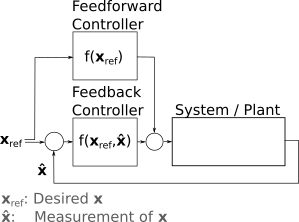 Feedforward
Controller
f(xref)
Feedback
Controller
System / Plant
xref
f(xref,x̂)
x̂
xref: Desired x
x̂: Measurement of x